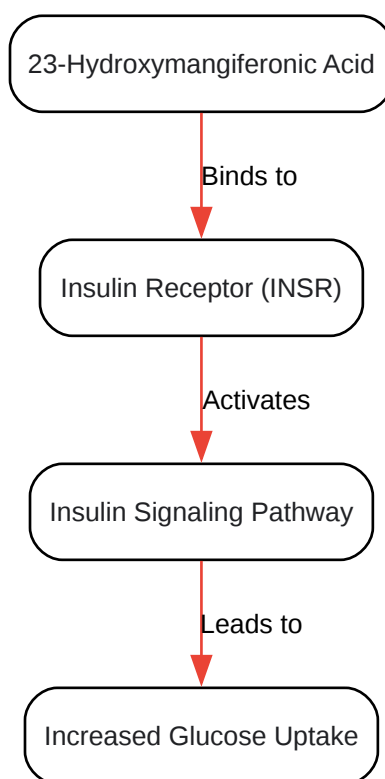 23-Hydroxymangiferonic Acid
Binds to
Insulin Receptor (INSR)
Activates
Insulin Signaling Pathway
Leads to
Increased Glucose Uptake